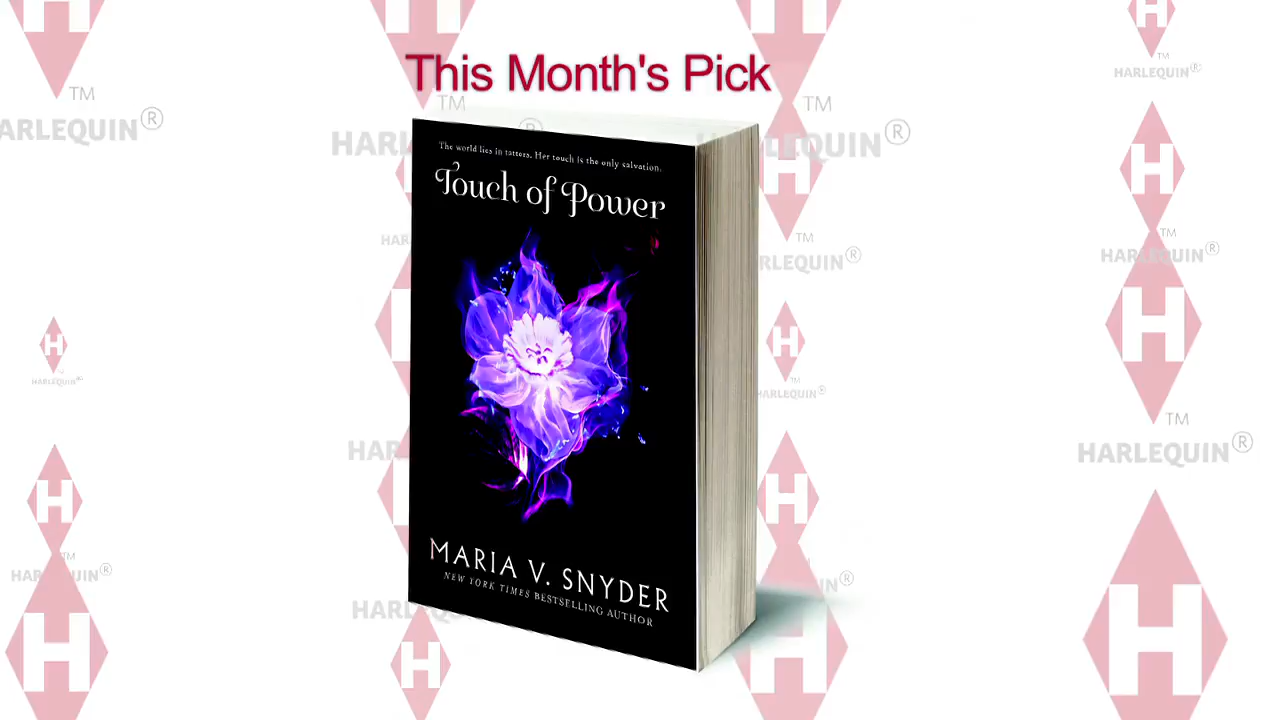 This Month's Pick
The world lies in tatters. Her touch is the only salvation.
Touch of Power
MARIA V. SNYDER
NEW YORK TIMES BESTSELLING AUTHOR
H
HARLEQUIN®
TM